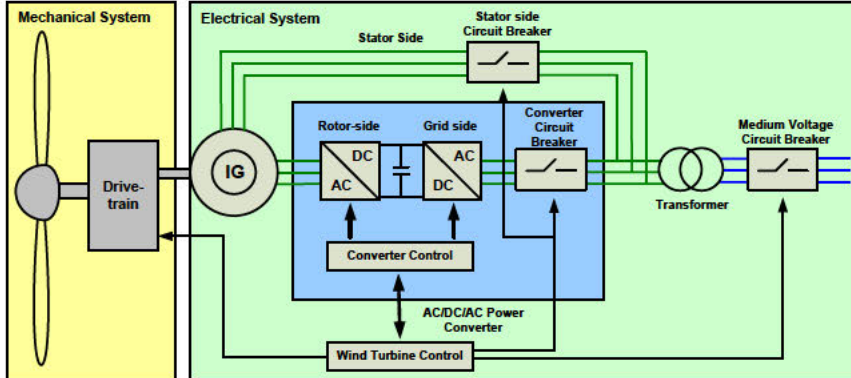 Mechanical System
Electrical System
Stator Side
Stator side
Circuit Breaker
Rotor-side
Grid side
Converter
Circuit
Breaker
Medium Voltage
Circuit Breaker
DC
AC
AC
DC
IG
Drive-
train
Transformer
Converter Control
AC/DC/AC Power
Converter
Wind Turbine Control